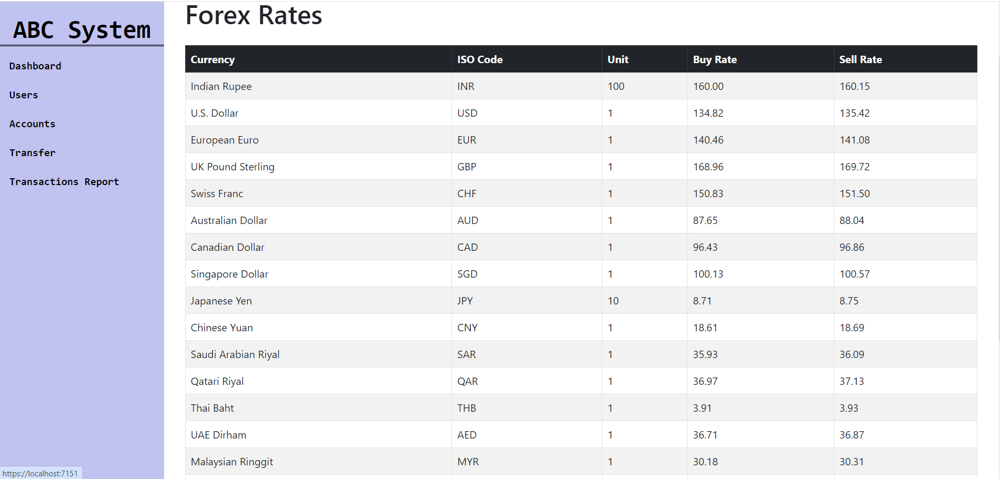 ABC System
Dashboard
Users
Accounts
Transfer
Transactions Report
Forex Rates
Currency ISO Code Unit Buy Rate Sell Rate
Indian Rupee INR 100 160.00 160.15
U.S. Dollar USD 1 134.82 135.42
European Euro EUR 1 140.46 141.08
UK Pound Sterling GBP 1 168.96 169.72
Swiss Franc CHF 1 150.83 151.50
Australian Dollar AUD 1 87.65 88.04
Canadian Dollar CAD 1 96.43 96.86
Singapore Dollar SGD 1 100.13 100.57
Japanese Yen JPY 10 8.71 8.75
Chinese Yuan CNY 1 18.61 18.69
Saudi Arabian Riyal SAR 1 35.93 36.09
Qatari Riyal QAR 1 36.97 37.13
Thai Baht THB 1 3.91 3.93
UAE Dirham AED 1 36.71 36.87
Malaysian Ringgit MYR 1 30.18 30.31
https://localhost:7151